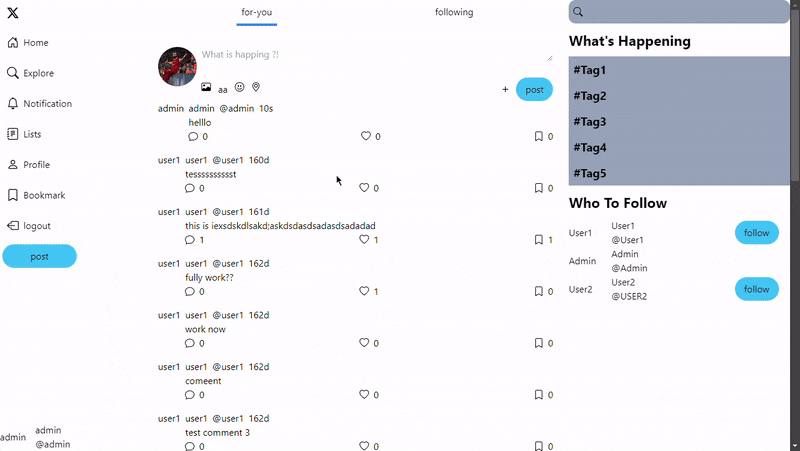 Home
Explore
Notification
Lists
Profile
Bookmark
logout
post
admin
admin
@admin
for-you
following
What is happing ?!
aa
+
post
admin admin @admin 10s
helllo
0
0
0
user1 user1 @user1 160d
tesssssssssst
0
0
0
user1 user1 @user1 161d
this is iexsdskdlsakd;askdsdasdsadasdsadadad
1
1
1
user1 user1 @user1 162d
fully work??
0
1
0
user1 user1 @user1 162d
work now
0
0
0
user1 user1 @user1 162d
comeent
0
0
0
user1 user1 @user1 162d
test comment 3
0
0
0
What's Happening
#Tag1
#Tag2
#Tag3
#Tag4
#Tag5
Who To Follow
User1
User1
@User1
follow
Admin
Admin
@Admin
User2
User2
@USER2
follow